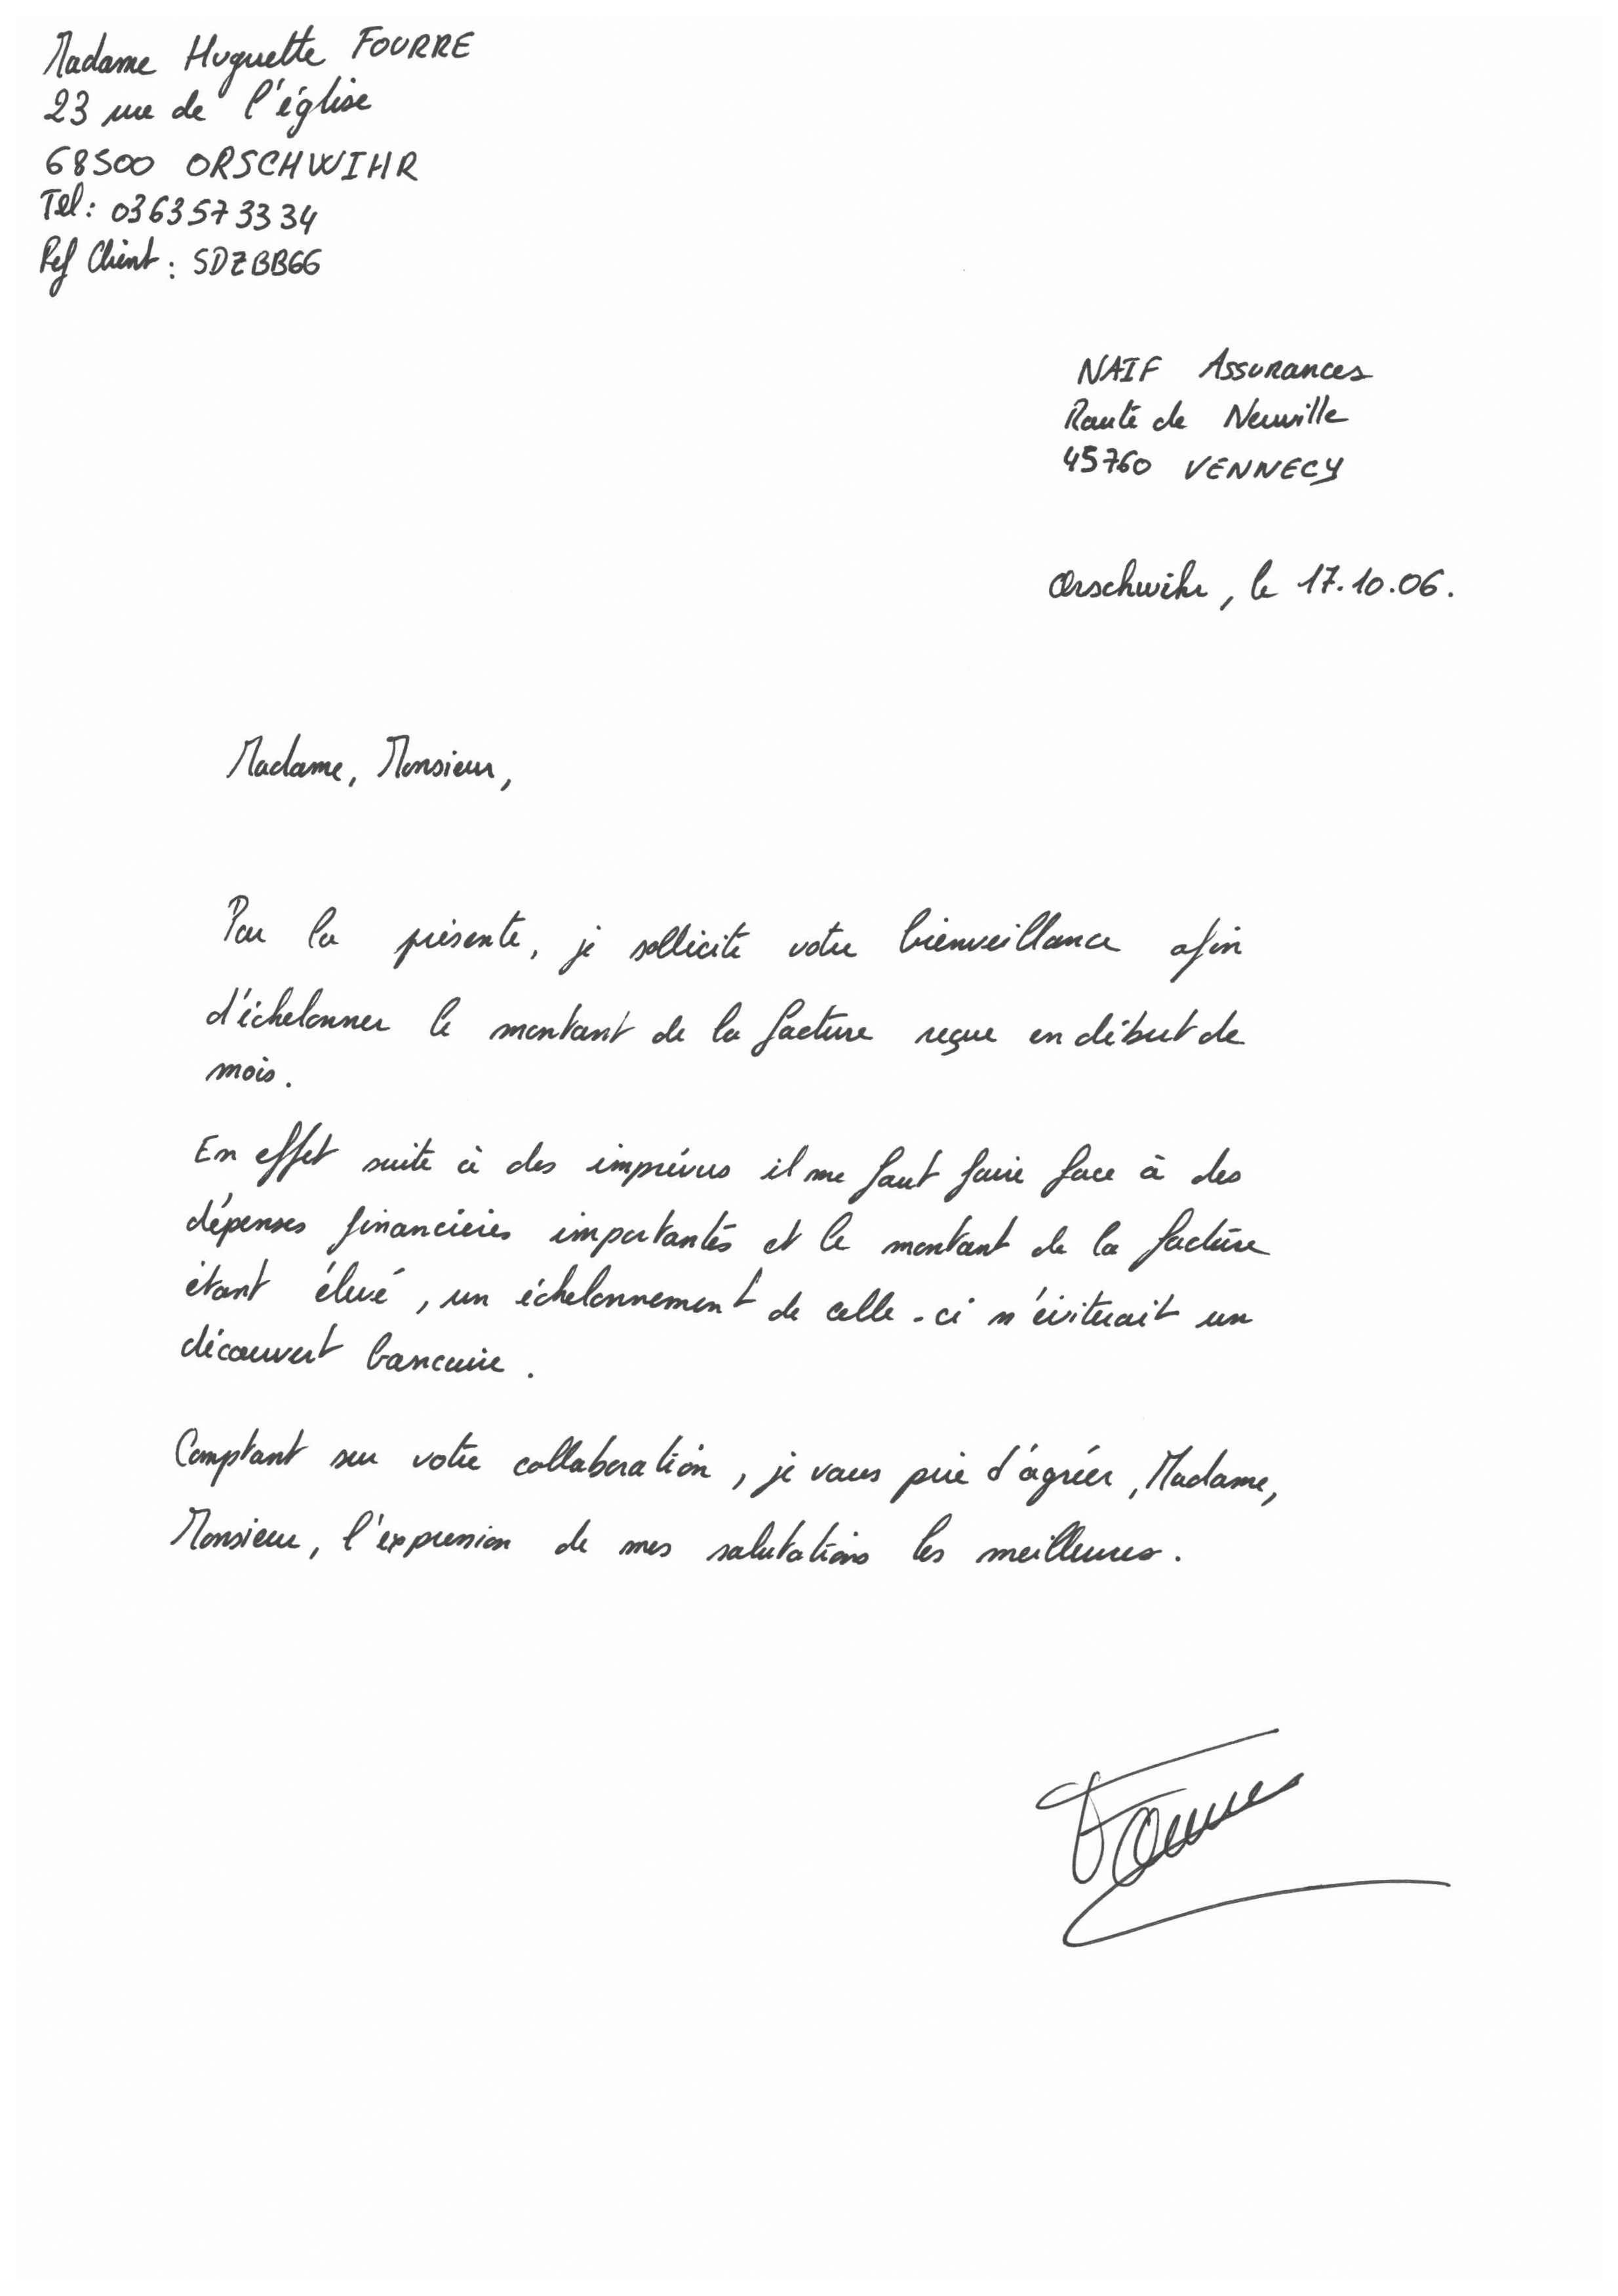 Madame Huguette FOURRE
23 rue de l'église
68500 ORSCHWIHR
Tél : 0363573334
Ref Client : SDZBB66
NAIF Assurances
Route de Neuville
45760 VENNECY
Orschwihr, le 17.10.06.
Madame, Monsieur,
Par la présente, je sollicite votre bienveillance afin
d'échelonner le montant de la facture reçue en début de
mois.
En effet suite à des imprévus il me faut faire face à des
dépenses financières importantes et le montant de la facture
étant élevé, un échelonnement de celle-ci m'éviterait un
découvert bancaire.
Comptant sur votre collaboration, je vous prie d'agréer, Madame,
Monsieur, l'expression de mes salutations les meilleures.